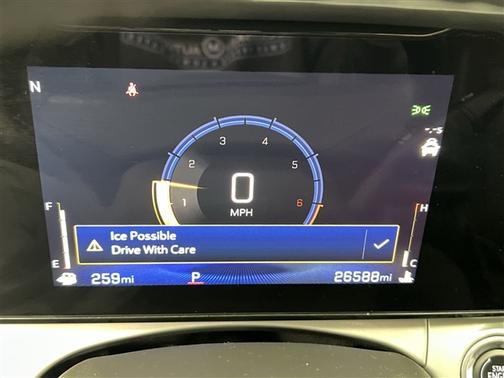 N
3 4
2 5
1 0 6
MPH
F H
Ice Possible
Drive With Care
E C
259mi P 26588mi